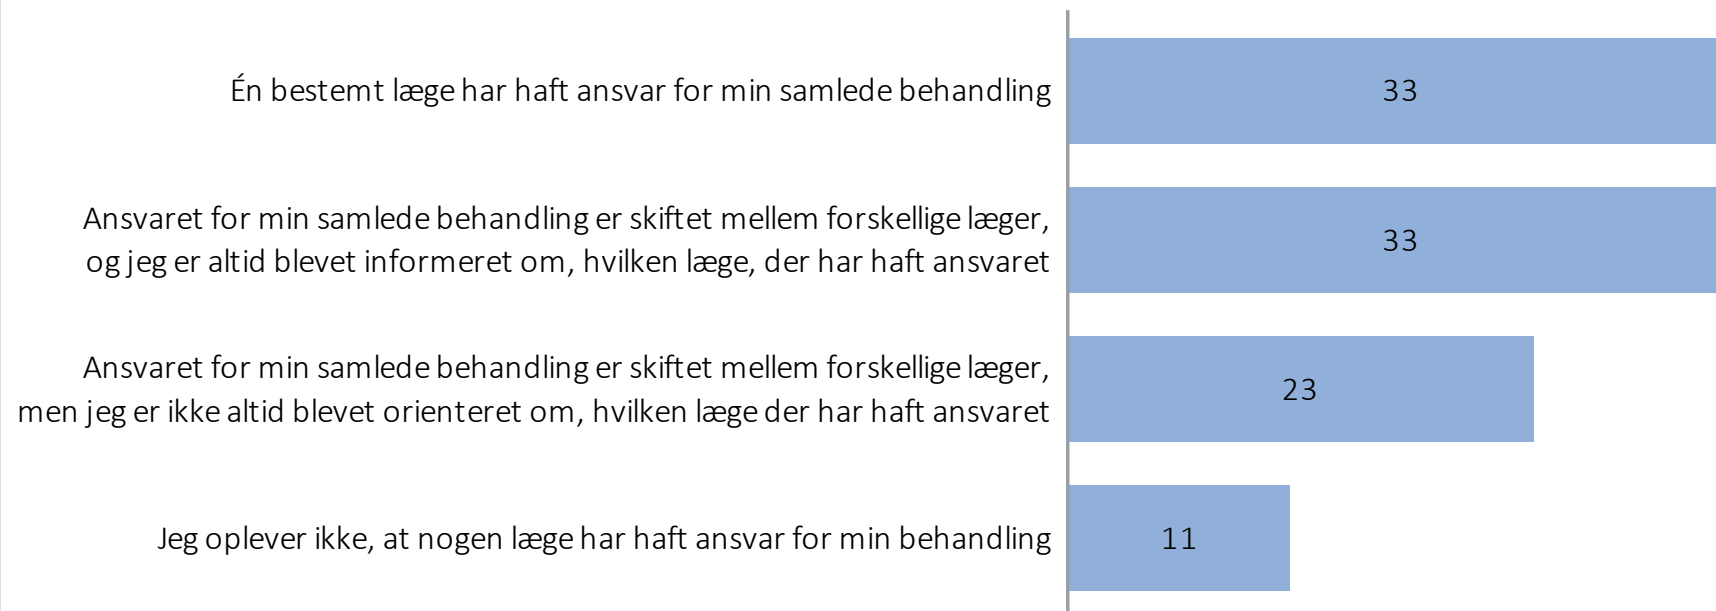 Én bestemt læge har haft ansvar for min samlede behandling
33
Ansvaret for min samlede behandling er skiftet mellem forskellige læger,
og jeg er altid blevet informeret om, hvilken læge, der har haft ansvaret
33
Ansvaret for min samlede behandling er skiftet mellem forskellige læger,
men jeg er ikke altid blevet orienteret om, hvilken læge der har haft ansvaret
23
Jeg oplever ikke, at nogen læge har haft ansvar for min behandling
11